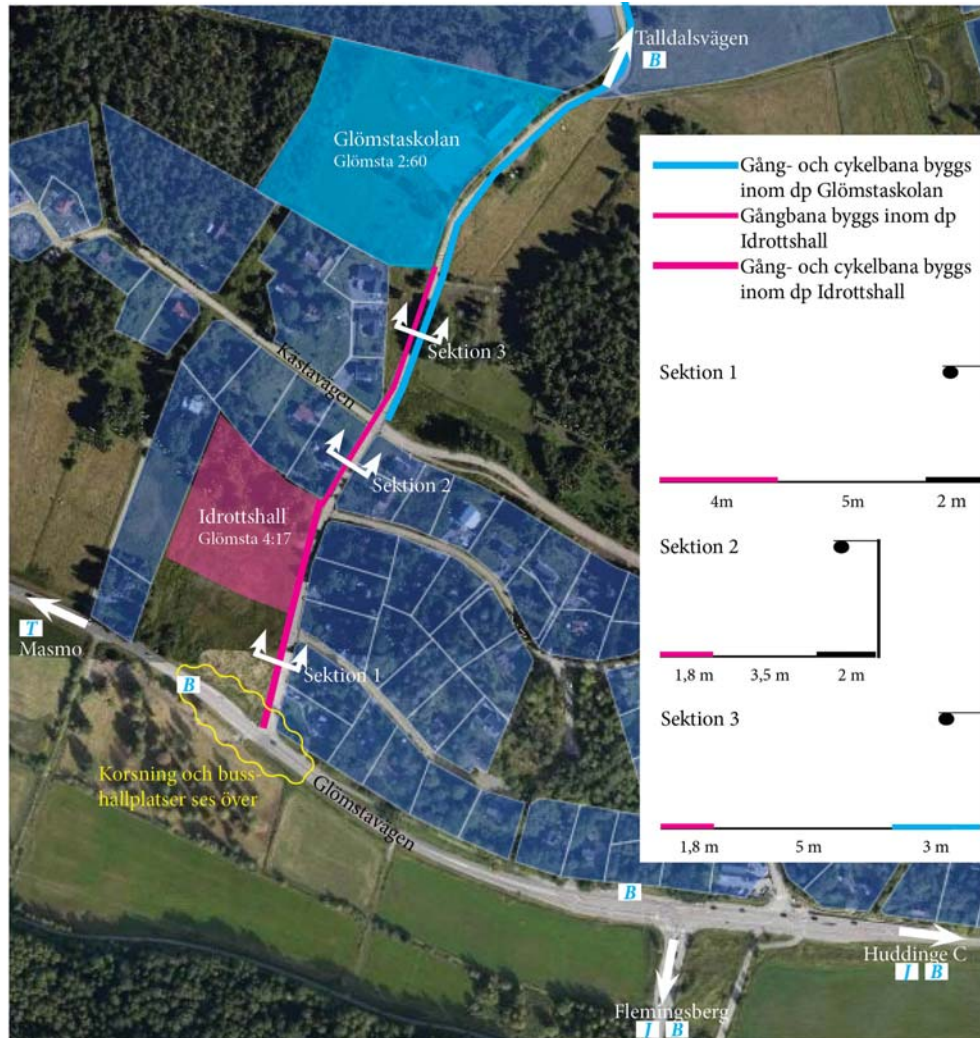 Talldalsvägen
B
Glömstaskolan
Glömsta 2:60
Gång- och cykelbana byggs
inom dp Glömstaskolan
Gångbana byggs inom dp
Idrottshall
Gång- och cykelbana byggs
inom dp Idrottshall
Sektion 3
Kästavägen
Sektion 2
Idrottshall
Glömsta 4:17
Sektion 1
T
Masmo
B
Korsning och buss-
hållplatser ses över
Glömstavägen
B
Huddinge C
J B
Flemingsberg
J B
Sektion 1
4m 5m 2 m
Sektion 2
1,8 m 3,5 m 2 m
Sektion 3
1,8 m 5 m 3 m